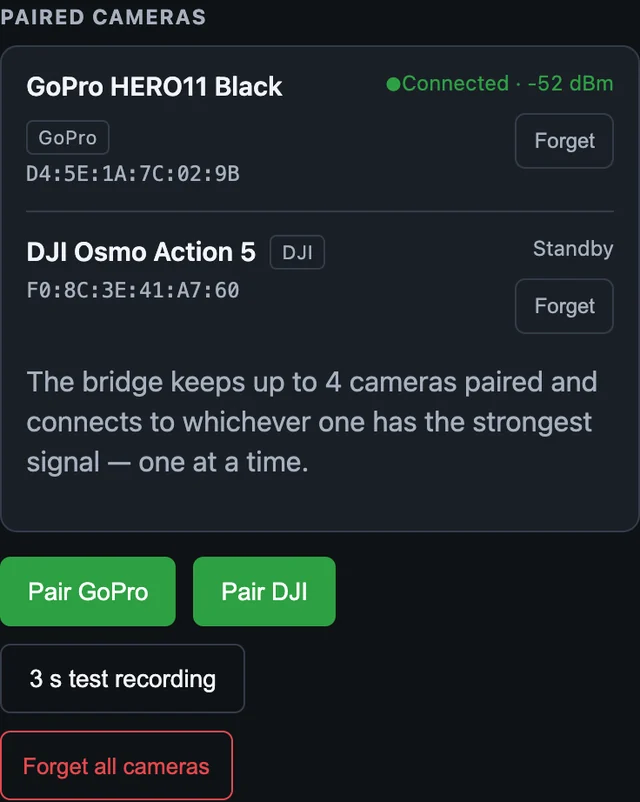 PAIRED CAMERAS
GoPro HERO11 Black
●Connected · -52 dBm
GoPro
Forget
D4:5E:1A:7C:02:9B
DJI Osmo Action 5
DJI
Standby
F0:8C:3E:41:A7:60
Forget
The bridge keeps up to 4 cameras paired and
connects to whichever one has the strongest
signal — one at a time.
Pair GoPro
Pair DJI
3 s test recording
Forget all cameras